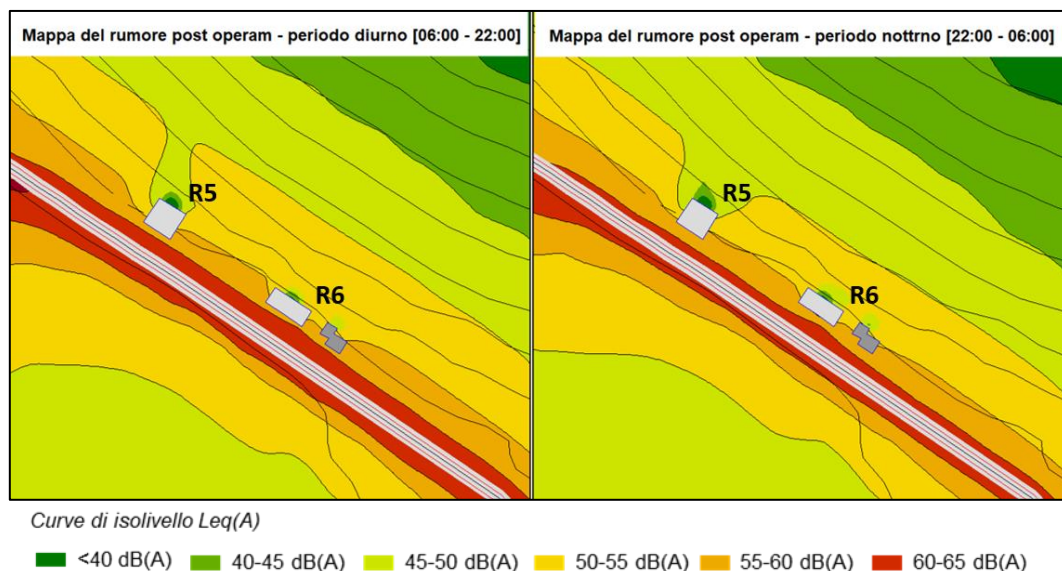 Mappa del rumore post operam - periodo diurno [06:00 - 22:00]
Mappa del rumore post operam - periodo nottrno [22:00 - 06:00]
R5
R6
R5
R6
Curve di isolivello Leq(A)
<40 dB(A) 40-45 dB(A) 45-50 dB(A) 50-55 dB(A) 55-60 dB(A) 60-65 dB(A)